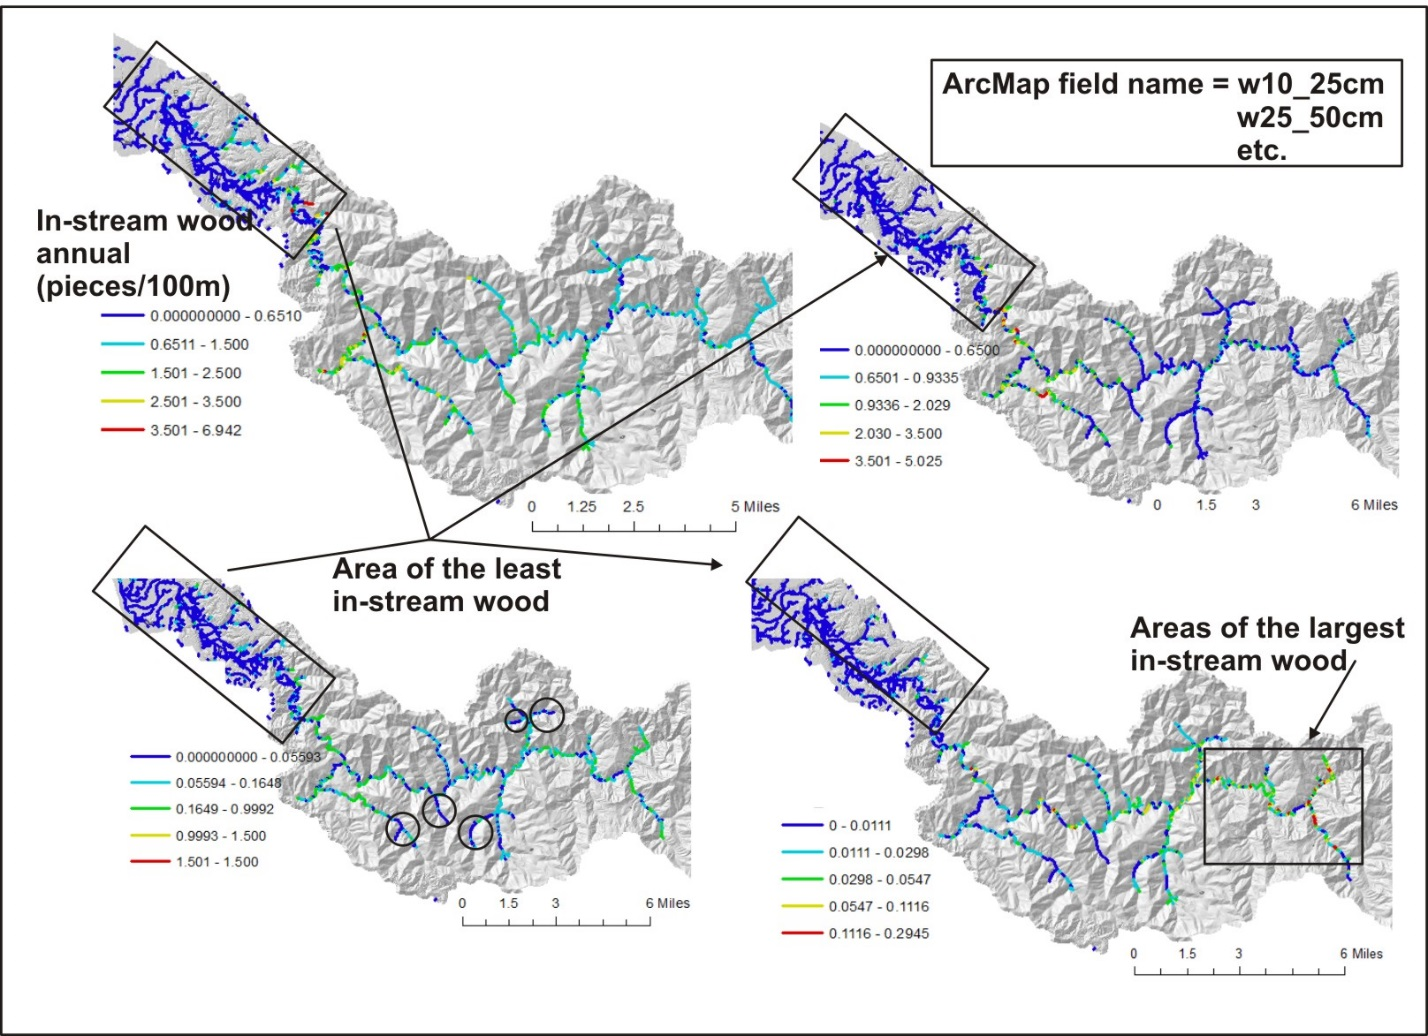 ArcMap field name = w10_25cm
w25_50cm
etc.
In-stream wood
annual
(pieces/100m)
0.000000000 - 0.6510
0.6511 - 1.500
1.501 - 2.500
2.501 - 3.500
3.501 - 6.942
0 1.25 2.5 5 Miles
0.000000000 - 0.6500
0.6501 - 0.9335
0.9336 - 2.029
2.030 - 3.500
3.501 - 5.025
0 1.5 3 6 Miles
Area of the least
in-stream wood
0.000000000 - 0.05593
0.05594 - 0.1648
0.1649 - 0.9992
0.9993 - 1.500
1.501 - 1.500
0 1.5 3 6 Miles
Areas of the largest
in-stream wood
0 - 0.0111
0.0111 - 0.0298
0.0298 - 0.0547
0.0547 - 0.1116
0.1116 - 0.2945
0 1.5 3 6 Miles